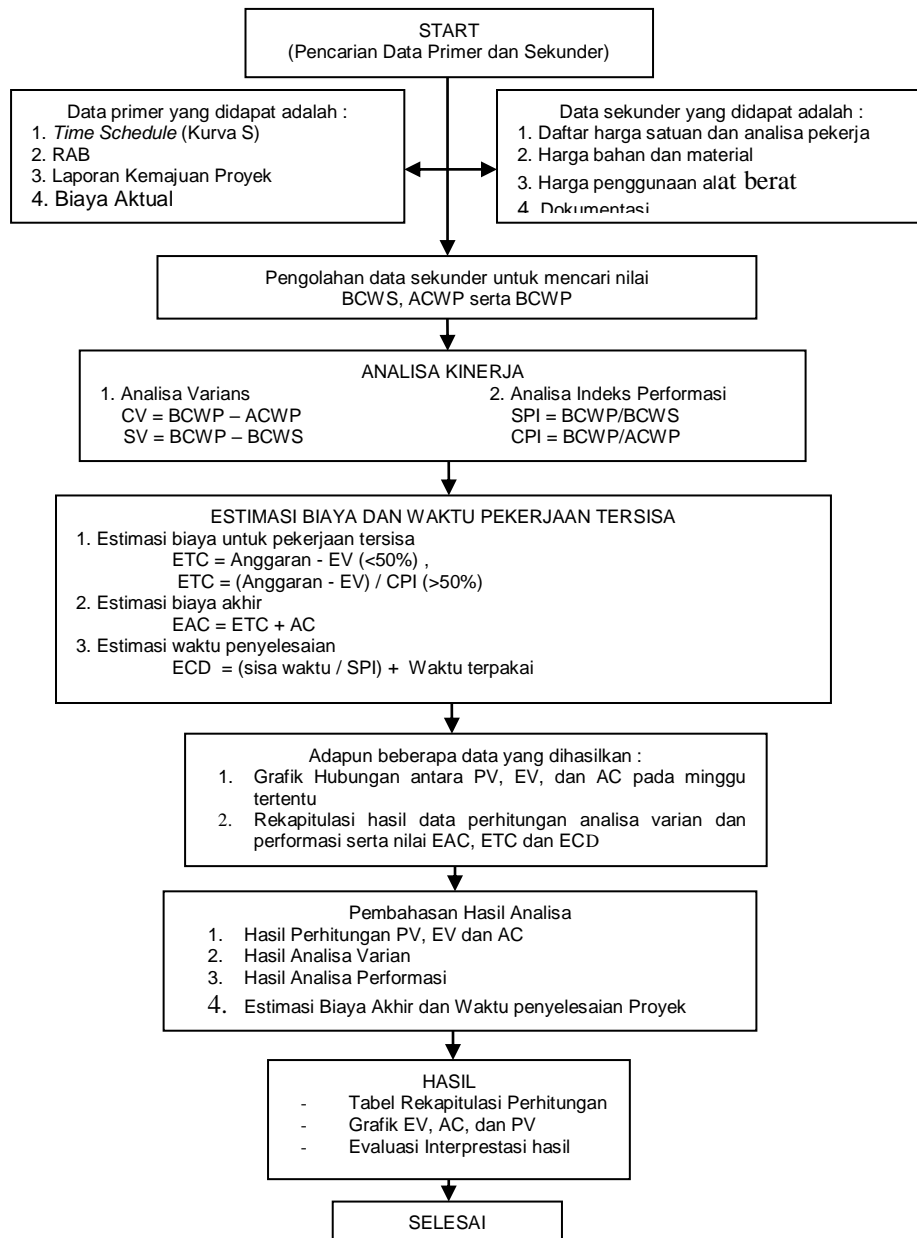 START
(Pencarian Data Primer dan Sekunder)
Data primer yang didapat adalah :
1. Time Schedule (Kurva S)
2. RAB
3. Laporan Kemajuan Proyek
4. Biaya Aktual
Data sekunder yang didapat adalah :
1. Daftar harga satuan dan analisa pekerja
2. Harga bahan dan material
3. Harga penggunaan alat berat
4. Dokumentasi
Pengolahan data sekunder untuk mencari nilai
BCWS, ACWP serta BCWP
ANALISA KINERJA
1. Analisa Varians
CV = BCWP – ACWP
SV = BCWP – BCWS
2. Analisa Indeks Performasi
SPI = BCWP/BCWS
CPI = BCWP/ACWP
ESTIMASI BIAYA DAN WAKTU PEKERJAAN TERSISA
1. Estimasi biaya untuk pekerjaan tersisa
ETC = Anggaran - EV (<50%) ,
ETC = (Anggaran - EV) / CPI (>50%)
2. Estimasi biaya akhir
EAC = ETC + AC
3. Estimasi waktu penyelesaian
ECD = (sisa waktu / SPI) + Waktu terpakai
Adapun beberapa data yang dihasilkan :
1. Grafik Hubungan antara PV, EV, dan AC pada minggu
tertentu
2. Rekapitulasi hasil data perhitungan analisa varian dan
performasi serta nilai EAC, ETC dan ECD
Pembahasan Hasil Analisa
1. Hasil Perhitungan PV, EV dan AC
2. Hasil Analisa Varian
3. Hasil Analisa Performasi
4. Estimasi Biaya Akhir dan Waktu penyelesaian Proyek
HASIL
- Tabel Rekapitulasi Perhitungan
- Grafik EV, AC, dan PV
- Evaluasi Interprestasi hasil
SELESAI